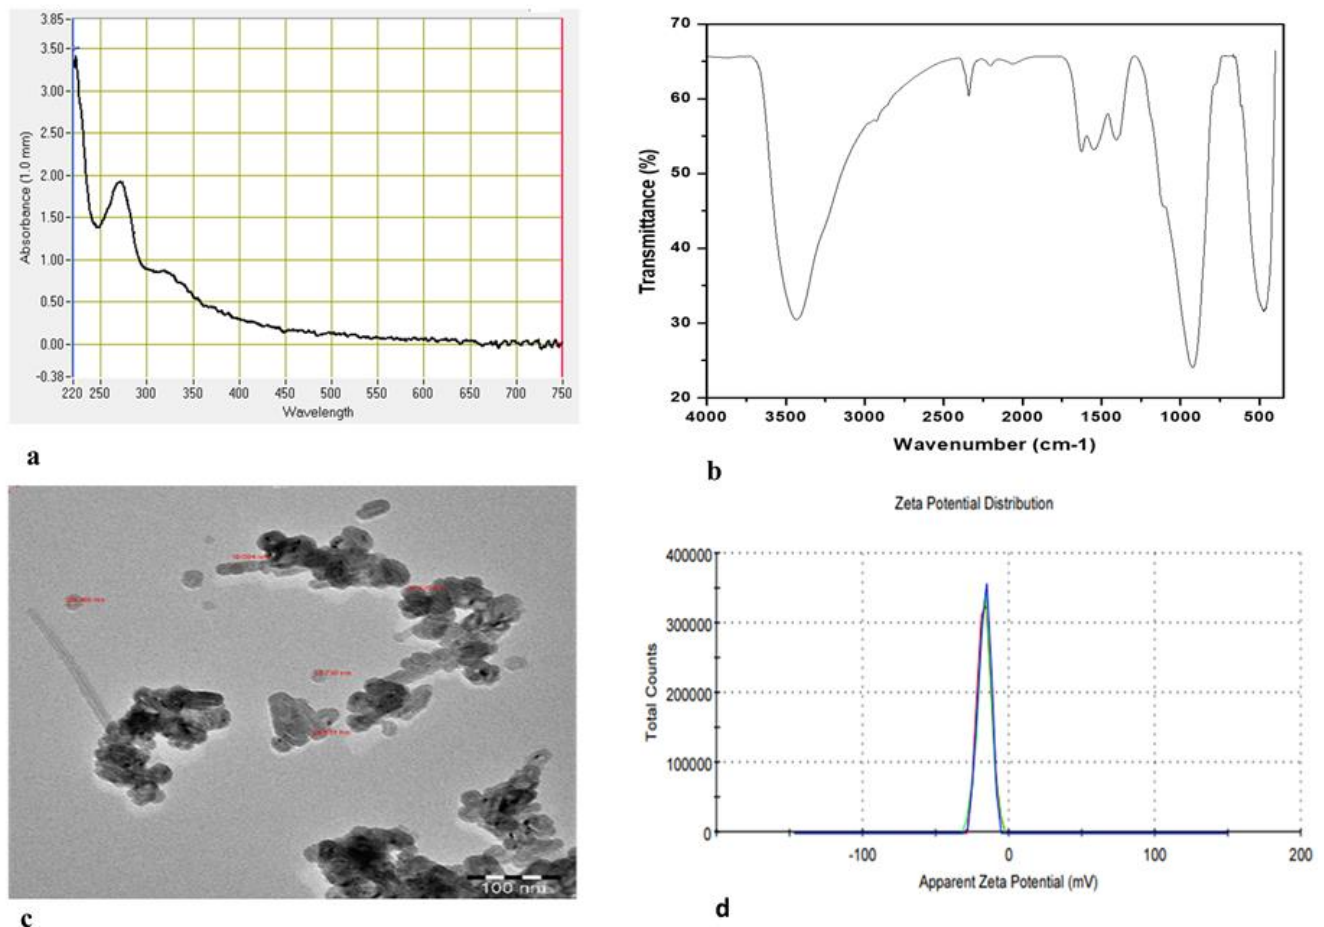 3.85
3.50
3.00
2.50
2.00
1.50
1.00
0.50
0.00
-0.38
Absorbance (1.0 mm)
220 250 300 350 400 450 500 550 600 650 700 750
Wavelength
a
70
60
50
40
30
20
Transmittance (%)
4000 3500 3000 2500 2000 1500 1000 500
Wavenumber (cm-1)
b
100 nm
c
Zeta Potential Distribution
400000
300000
200000
100000
0
Total Counts
-100 0 100 200
Apparent Zeta Potential (mV)
d